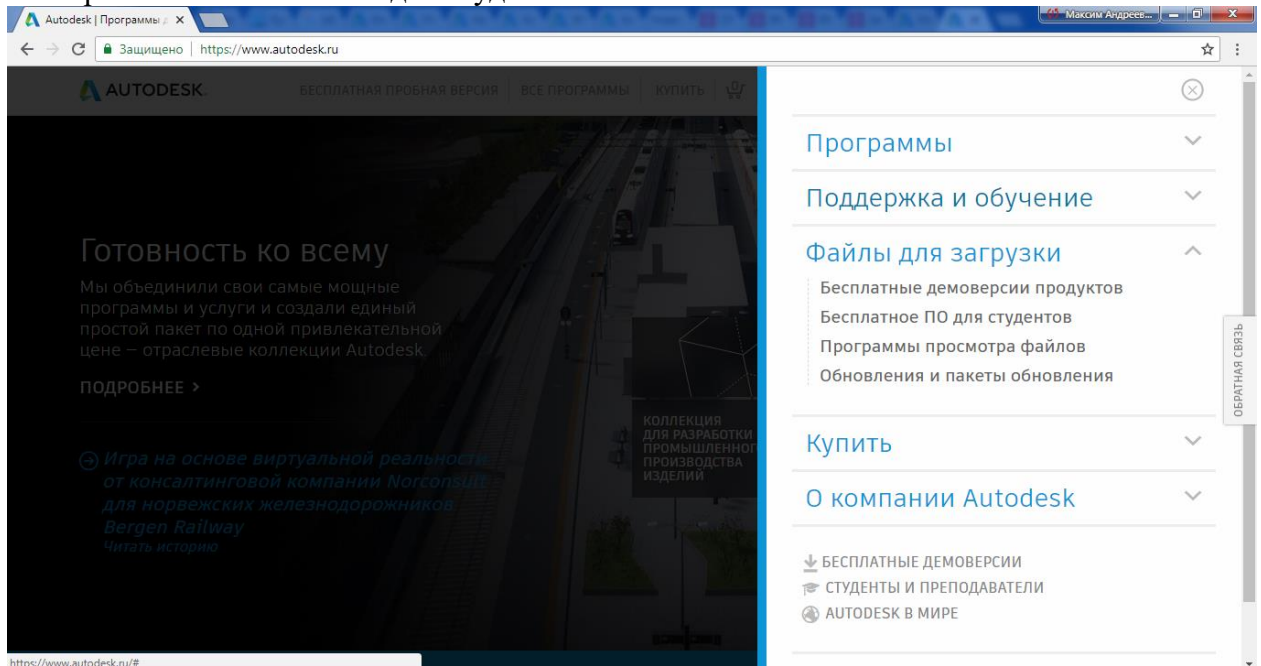 Autodesk | Программы
Максим Андреев...
Защищено | https://www.autodesk.ru
AUTODESK.
БЕСПЛАТНАЯ ПРОБНАЯ ВЕРСИЯ ВСЕ ПРОГРАММЫ КУПИТЬ 0
Готовность ко всему
Мы объединили свои самые мощные
программы и услуги и создали единый
простой пакет по одной привлекательной
цене – отраслевые коллекции Autodesk.
ПОДРОБНЕЕ >
Игра на основе виртуальной реальности
от консалтинговой компании Norconsult
для норвежских железнодорожников
Bergen Railway
Читать историю
КОЛЛЕКЦИЯ
ДЛЯ РАЗРАБОТКИ
ПРОМЫШЛЕННОГ
ПРОИЗВОДСТВА
ИЗДЕЛИЙ
Программы
Поддержка и обучение
Файлы для загрузки
Бесплатные демоверсии продуктов
Бесплатное ПО для студентов
Программы просмотра файлов
Обновления и пакеты обновления
Купить
О компании Autodesk
БЕСПЛАТНЫЕ ДЕМОВЕРСИИ
СТУДЕНТЫ И ПРЕПОДАВАТЕЛИ
AUTODESK В МИРЕ
ОБРАТНАЯ СВЯЗЬ
https://www.autodesk.ru/#